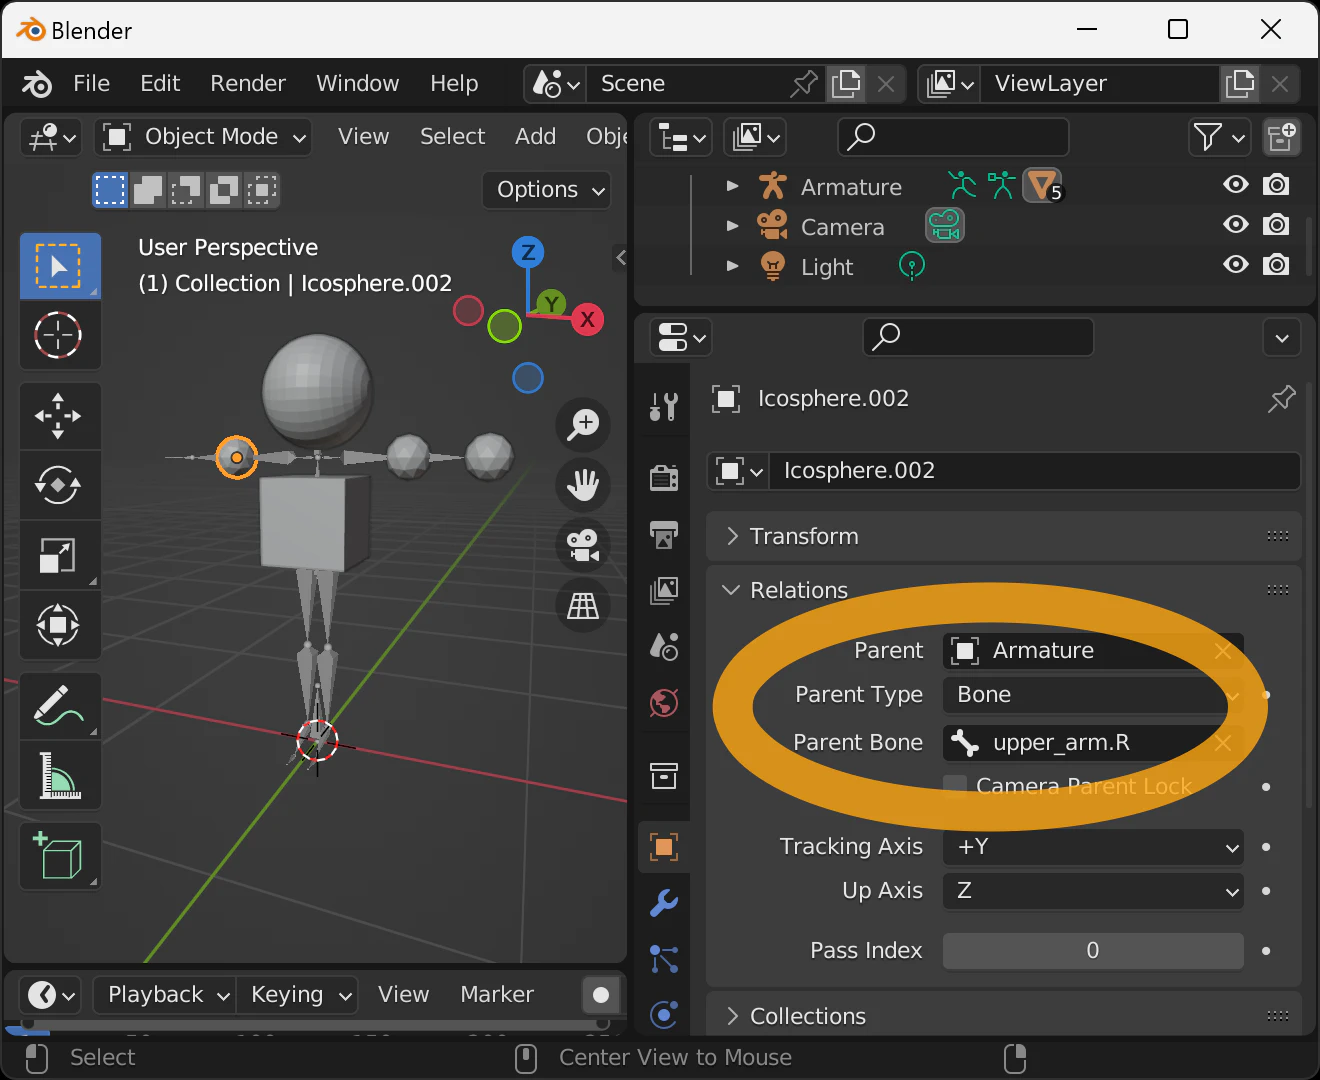 Blender
File Edit Render Window Help Scene ViewLayer
Object Mode View Select Add Obje
Options
User Perspective
(1) Collection | Icosphere.002
Z
Y
X
Armature 5
Camera
Light
Icosphere.002
Icosphere.002
Transform
Relations
Parent Armature
Parent Type Bone
Parent Bone upper_arm.R
Camera Parent Lock
Tracking Axis +Y
Up Axis Z
Pass Index 0
Collections
Playback Keying View Marker
Select Center View to Mouse